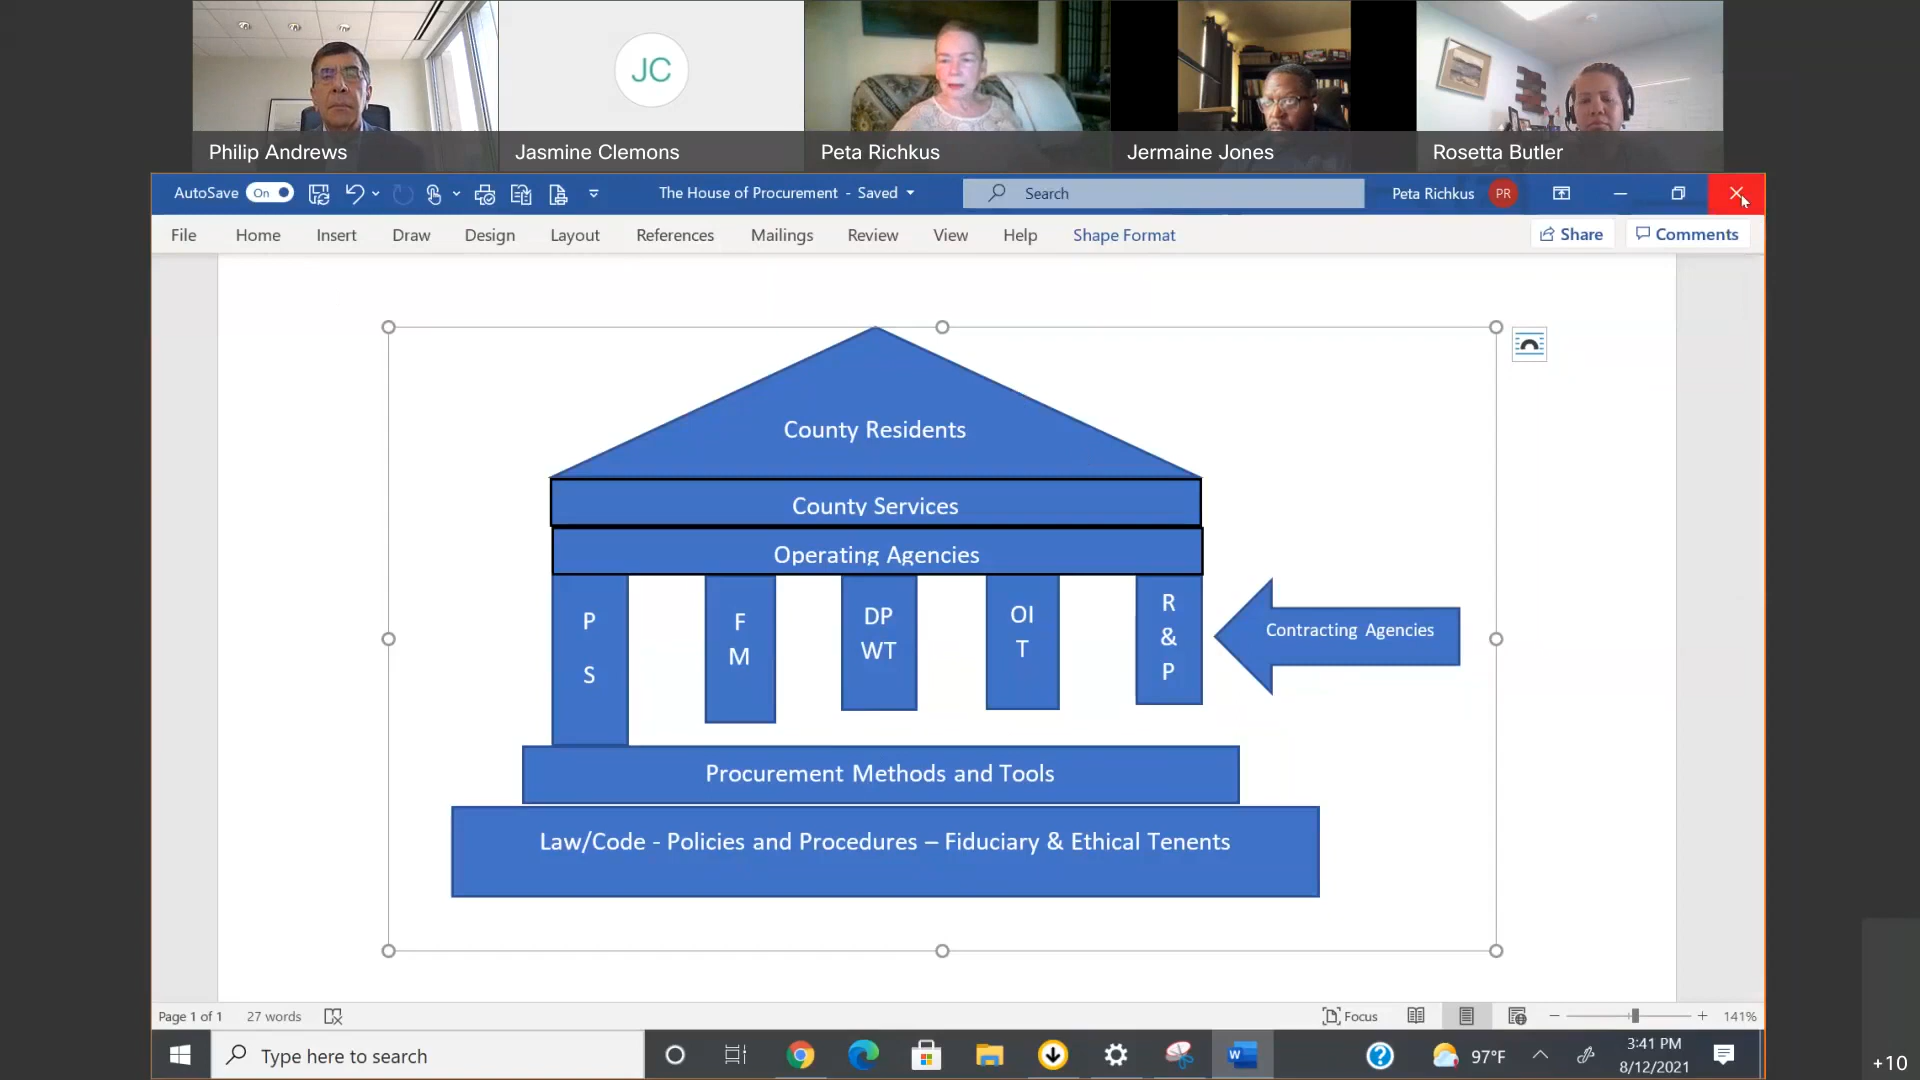 JC
Philip Andrews
Jasmine Clemons
Peta Richkus
Jermaine Jones
Rosetta Butler
AutoSave On
The House of Procurement - Saved
Search
Peta Richkus PR
File Home Insert Draw Design Layout References Mailings Review View Help Shape Format
Share Comments
County Residents
County Services
Operating Agencies
P
S
F
M
DP
WT
OI
T
R
&
P
Contracting Agencies
Procurement Methods and Tools
Law/Code - Policies and Procedures – Fiduciary & Ethical Tenents
Page 1 of 1 27 words
Focus
141%
Type here to search
97°F
3:41 PM
8/12/2021
+10